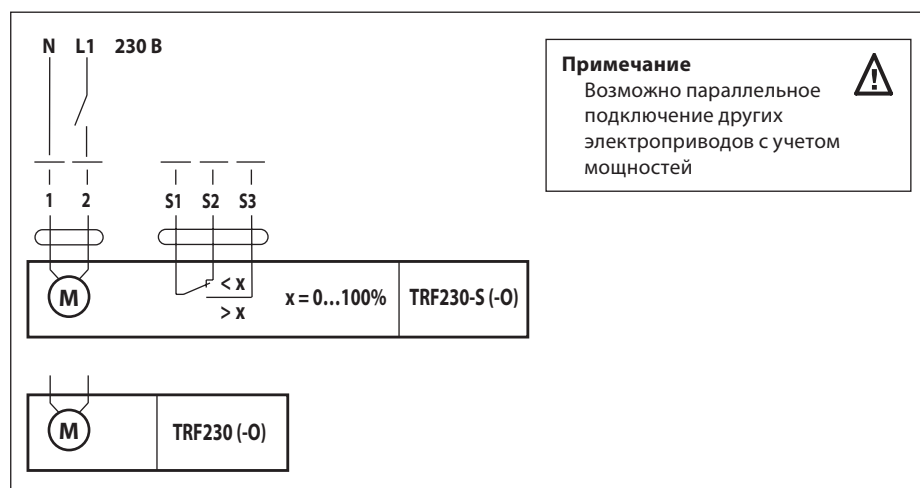 N L1 230 В
Примечание
Возможно параллельное
подключение других
электроприводов с учетом
мощностей
1 2 S1 S2 S3
M < x x = 0...100% TRF230-S (-O)
> x
M TRF230 (-O)